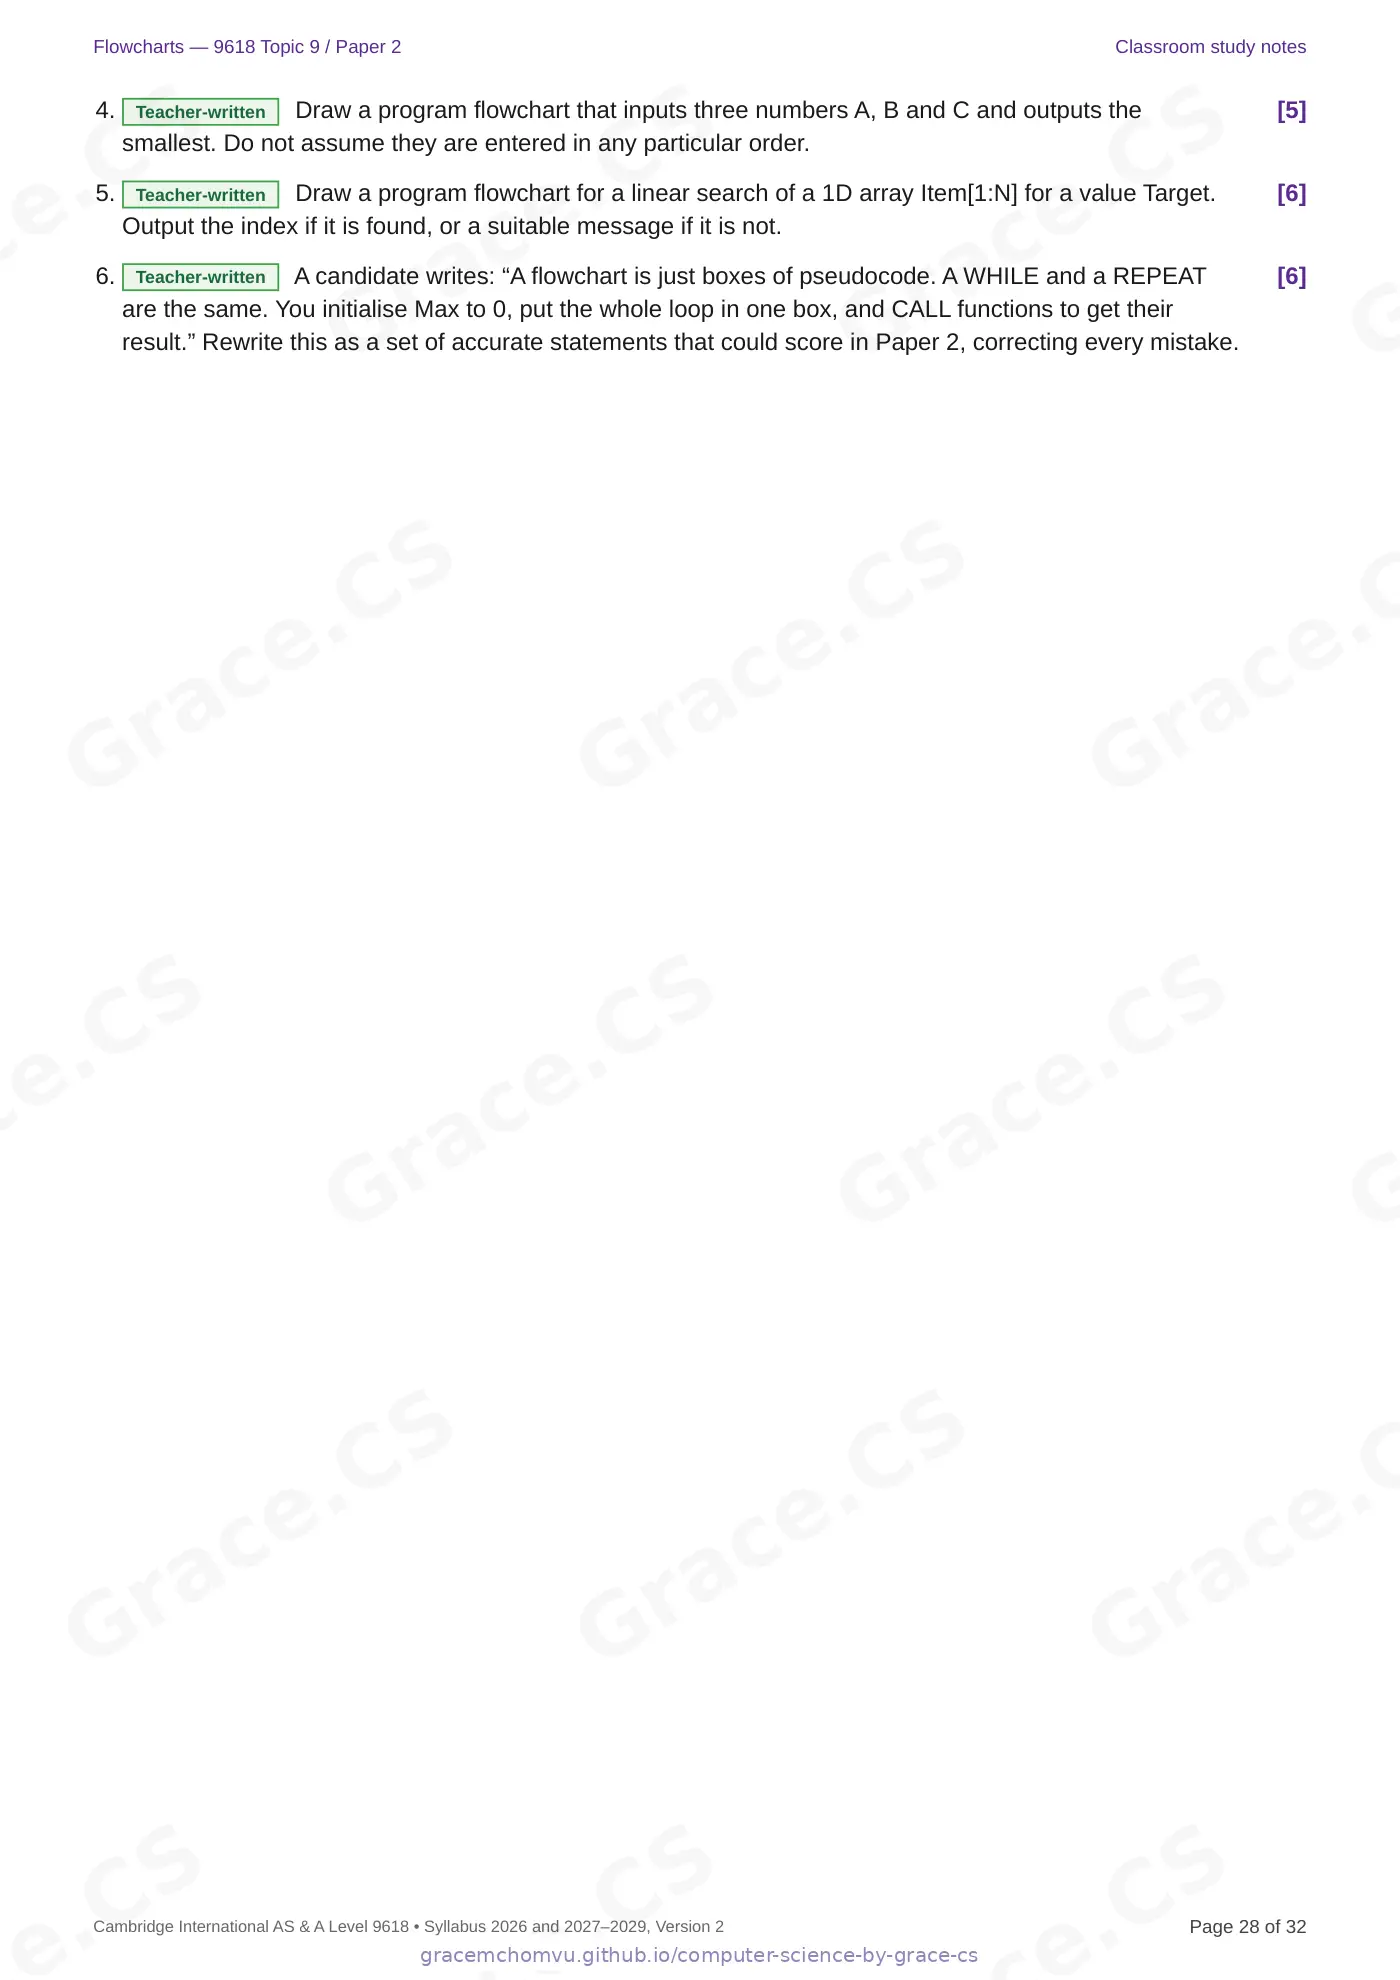 Flowcharts — 9618 Topic 9 / Paper 2 Classroom study notes
4. Teacher-written Draw a program flowchart that inputs three numbers A, B and C and outputs the [5]
smallest. Do not assume they are entered in any particular order.
5. Teacher-written Draw a program flowchart for a linear search of a 1D array Item[1:N] for a value Target. [6]
Output the index if it is found, or a suitable message if it is not.
6. Teacher-written A candidate writes: “A flowchart is just boxes of pseudocode. A WHILE and a REPEAT [6]
are the same. You initialise Max to 0, put the whole loop in one box, and CALL functions to get their
result.” Rewrite this as a set of accurate statements that could score in Paper 2, correcting every mistake.
Grace.CS
Cambridge International AS & A Level 9618 • Syllabus 2026 and 2027–2029, Version 2 Page 28 of 32
gracemchomvu.github.io/computer-science-by-grace-cs